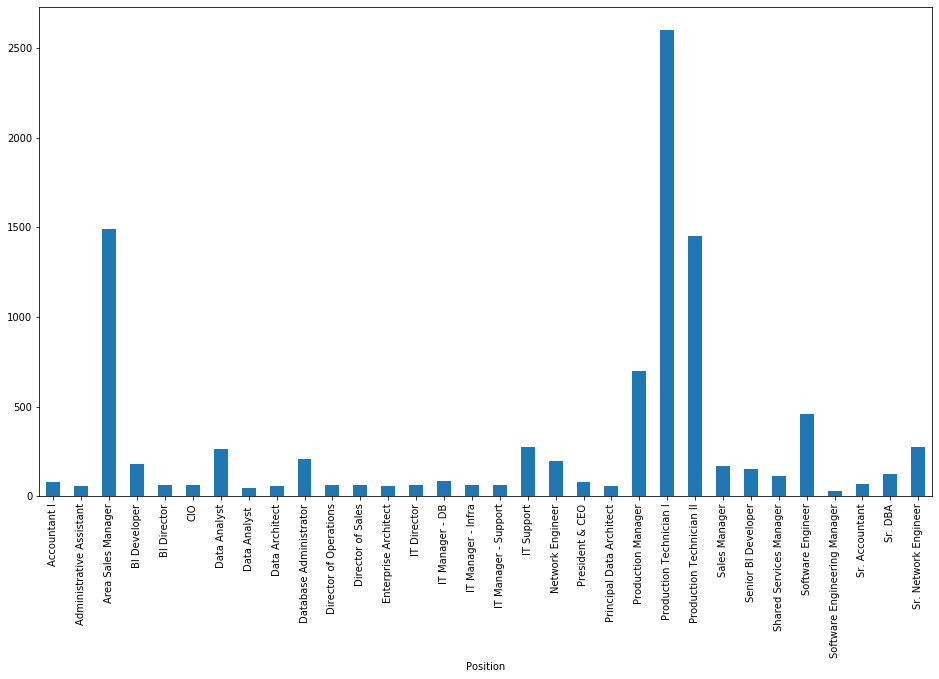 2500
2000
1500
1000
500
0
Accountant I
Administrative Assistant
Area Sales Manager
BI Developer
BI Director
CIO
Data Analyst
Data Analyst
Data Architect
Database Administrator
Director of Operations
Director of Sales
Enterprise Architect
IT Director
IT Manager - DB
IT Manager - Infra
IT Manager - Support
IT Support
Network Engineer
President & CEO
Principal Data Architect
Production Manager
Production Technician I
Production Technician II
Sales Manager
Senior BI Developer
Shared Services Manager
Software Engineer
Software Engineering Manager
Sr. Accountant
Sr. DBA
Sr. Network Engineer
Position